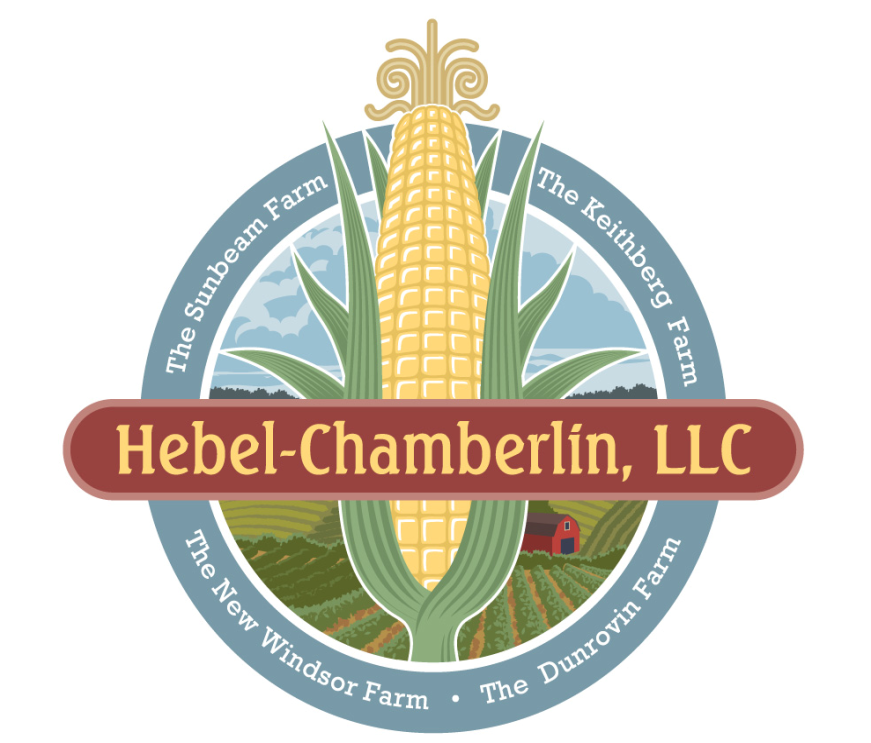 The Sunbeam Farm
The Keithberg Farm
Hebel-Chamberlin, LLC
The New Windsor Farm • The Dunrovin Farm